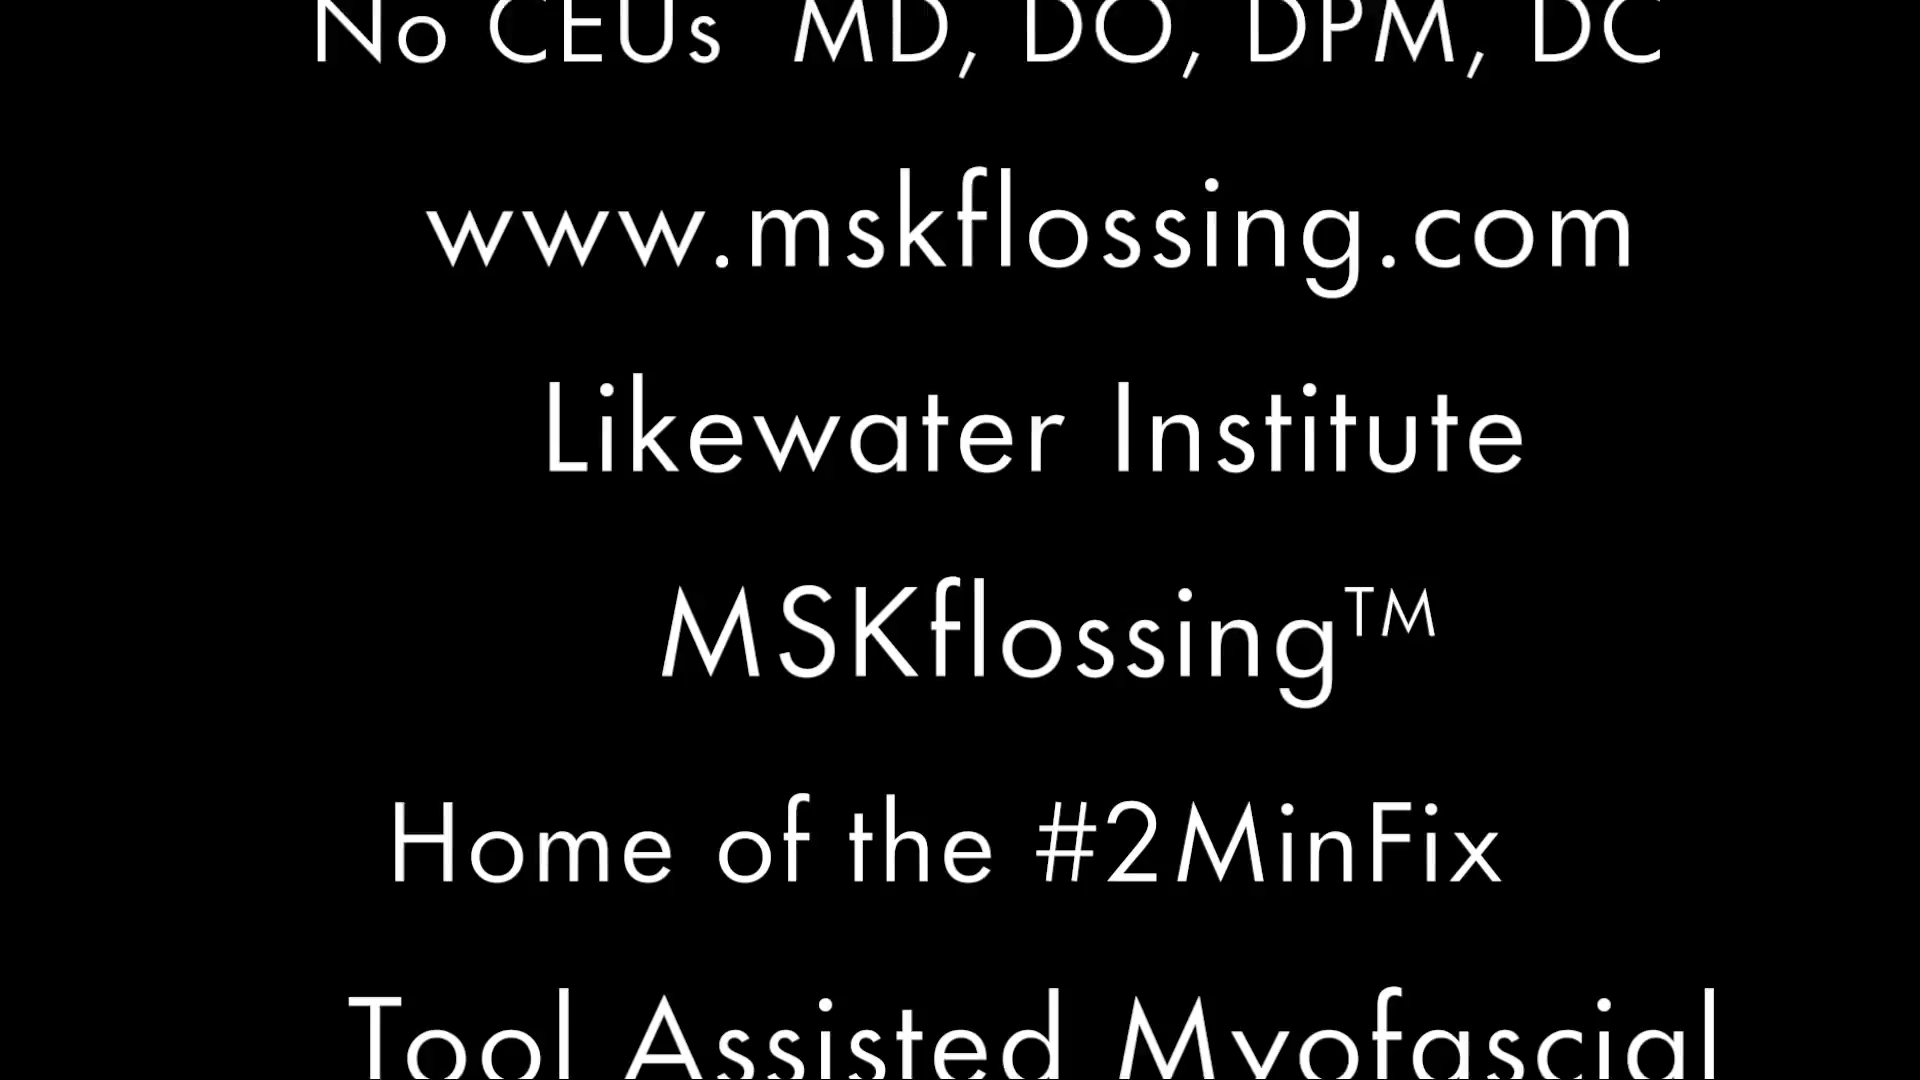 No CEUs MD, DO, DPM, DC
www.mskflossing.com
Likewater Institute
MSKflossing™
Home of the #2MinFix
Tool Assisted Myofascial